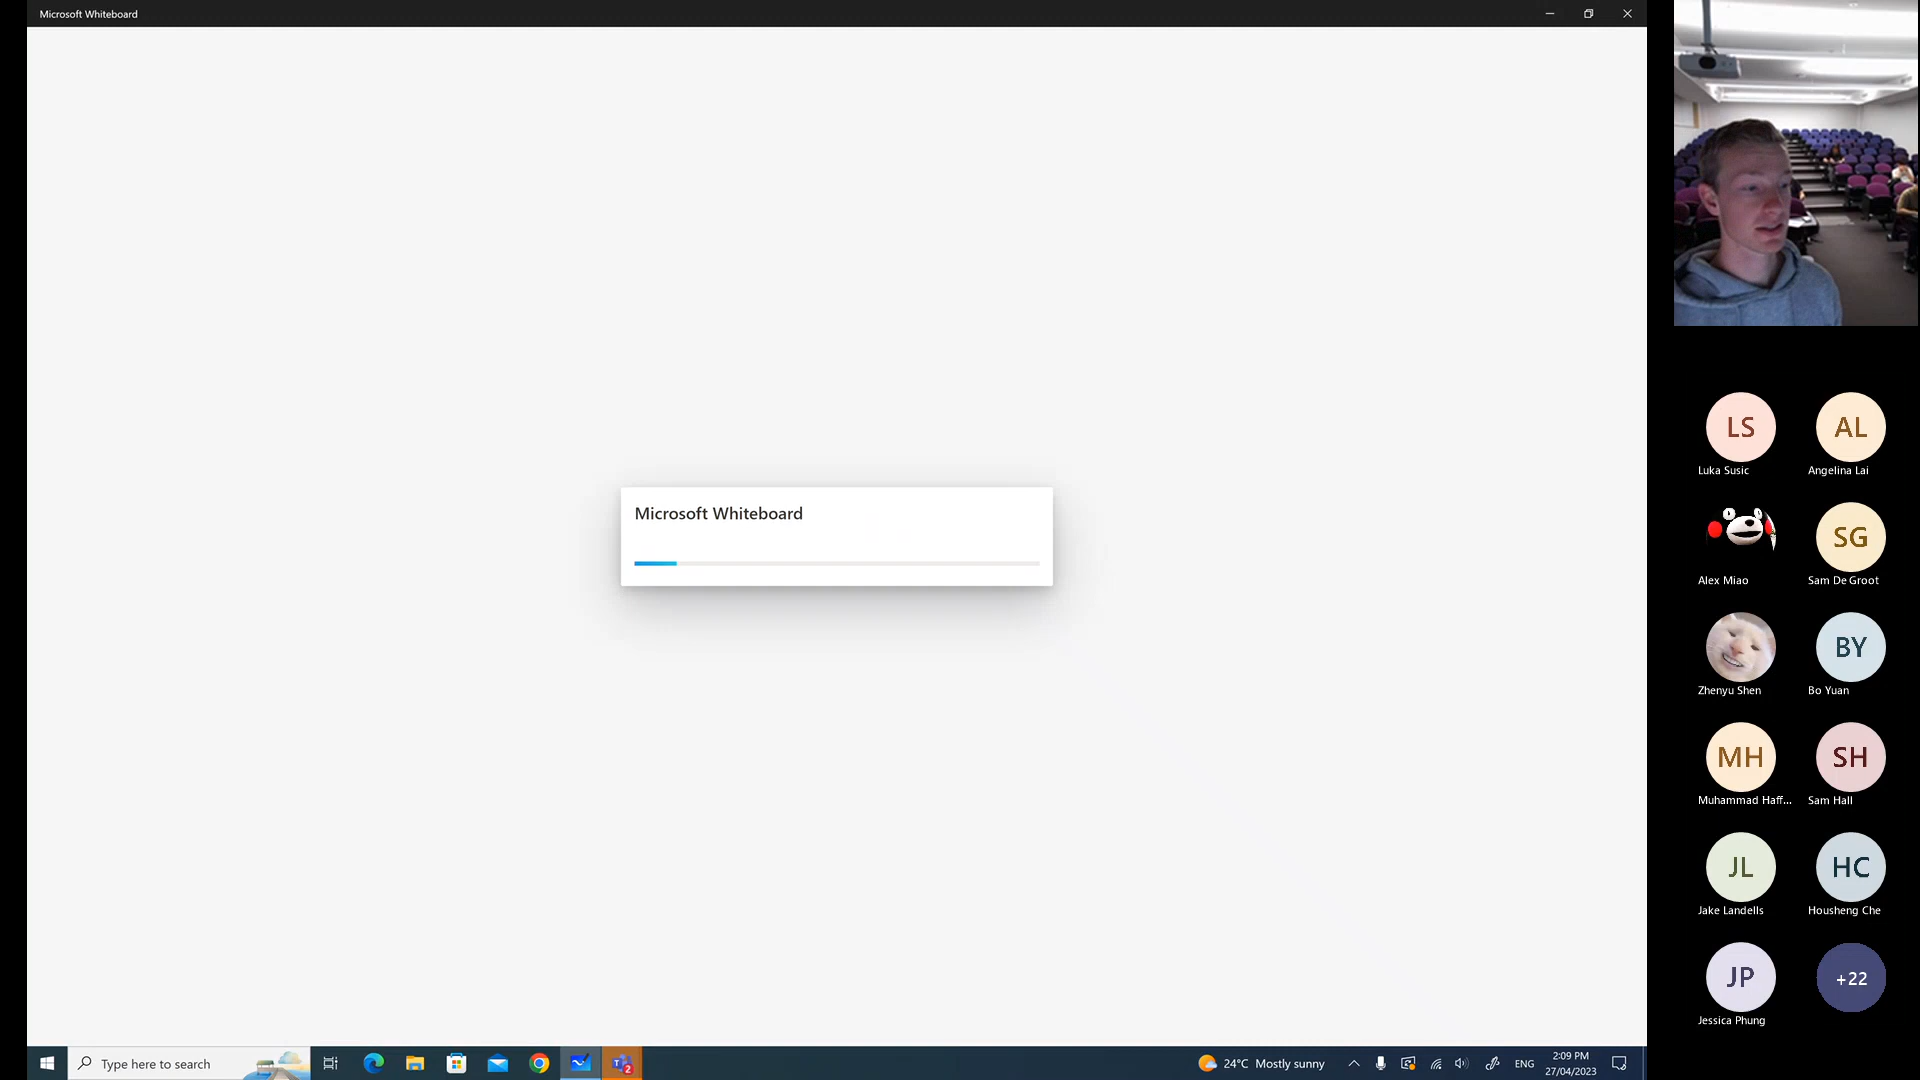 Microsoft Whiteboard
Microsoft Whiteboard
LS
AL
Luka Susic
Angelina Lai
SG
Alex Miao
Sam De Groot
BY
Zhenyu Shen
Bo Yuan
MH
SH
Muhammad Haff...
Sam Hall
JL
HC
Jake Landells
Housheng Che
JP
+22
Jessica Phung
Type here to search
2
24°C Mostly sunny
ENG
2:09 PM
27/04/2023